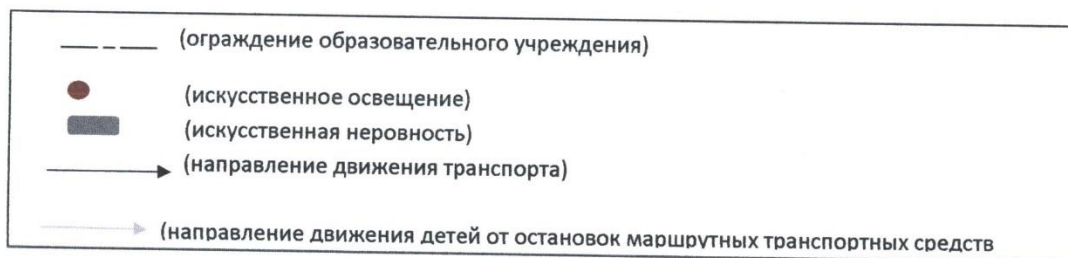 (ограждение образовательного учреждения)
(искусственное освещение)
(искусственная неровность)
(направление движения транспорта)
(направление движения детей от остановок маршрутных транспортных средств